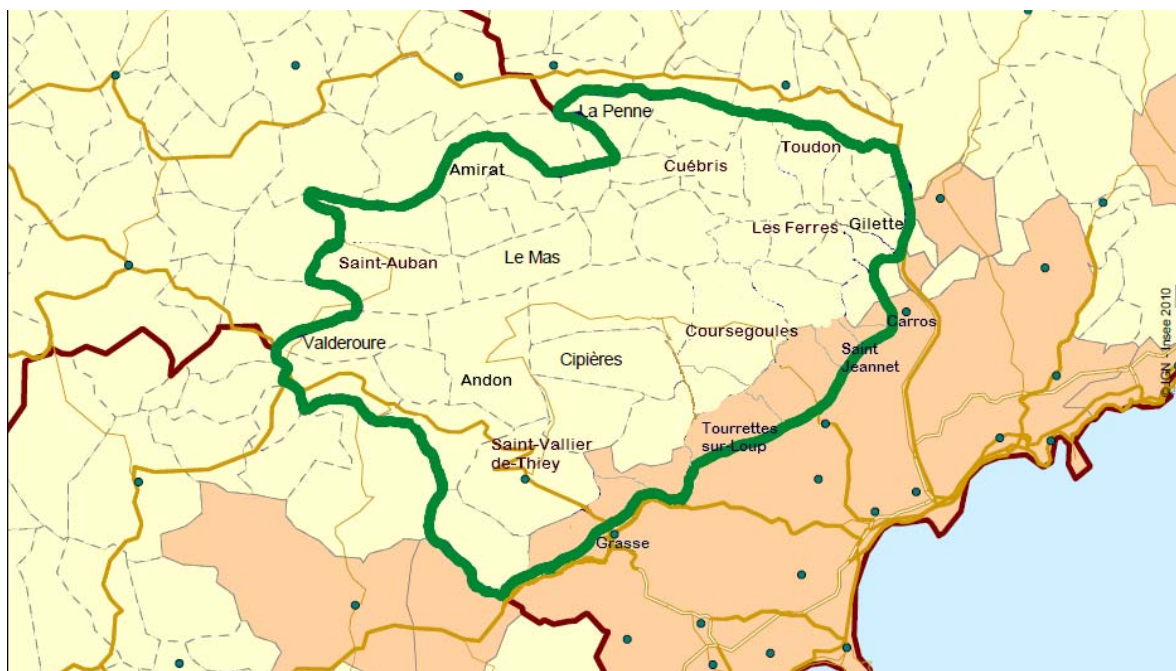 La Penne
Toudon
Cuébris
Amirat
Les Ferres
Gilette
Le Mas
Saint-Auban
Carros
Coursegoules
Valderoure
Saint
Jeannet
Cipières
Andon
Tourrettes
sur-Loup
Saint-Vallier
de-Thiey
Grasse
© IGN - Insee 2010